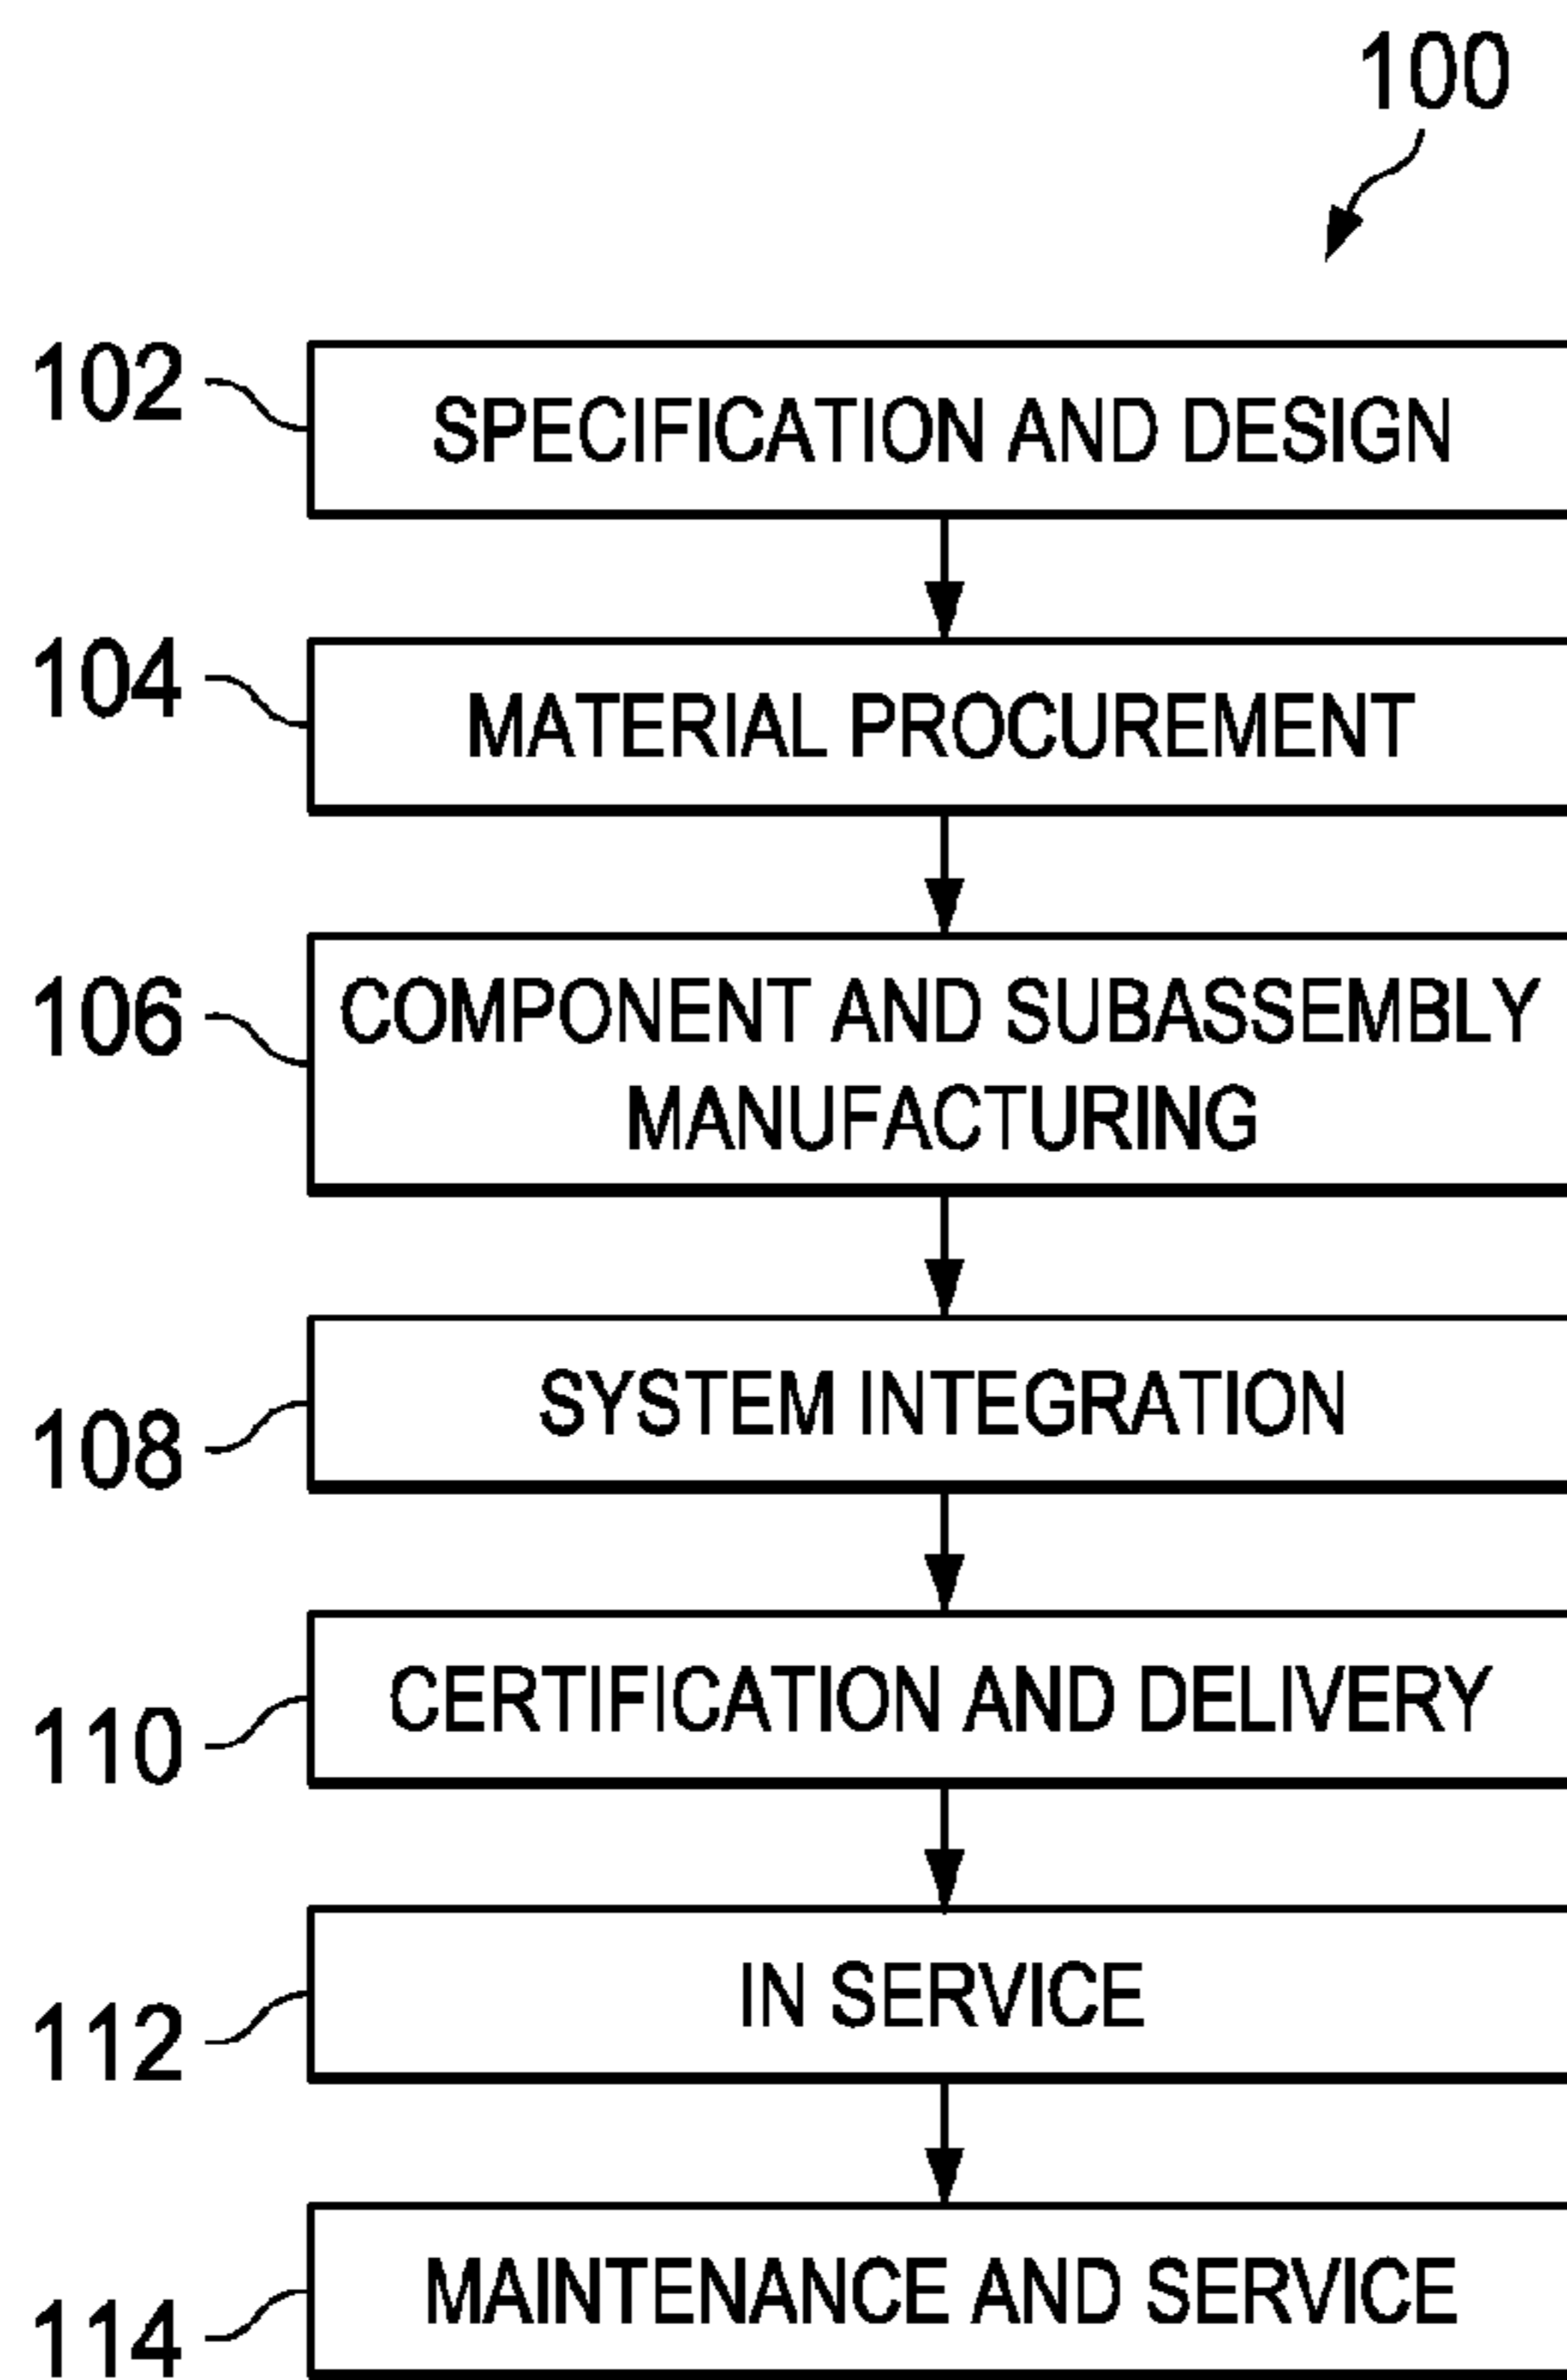 100
102
SPECIFICATION AND DESIGN
104
MATERIAL PROCUREMENT
106
COMPONENT AND SUBASSEMBLY
MANUFACTURING
108
SYSTEM INTEGRATION
110
CERTIFICATION AND DELIVERY
112
IN SERVICE
114
MAINTENANCE AND SERVICE